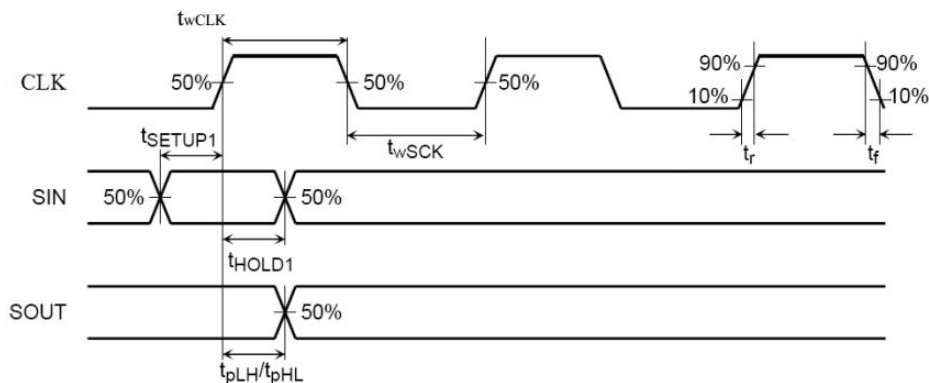 twCLK
CLK 50% 50% 50% 90% 10% 90% 10%
tSETUP1 twSCK tr tf
SIN 50% 50%
tHOLD1
SOUT 50%
tpLH/tpHL